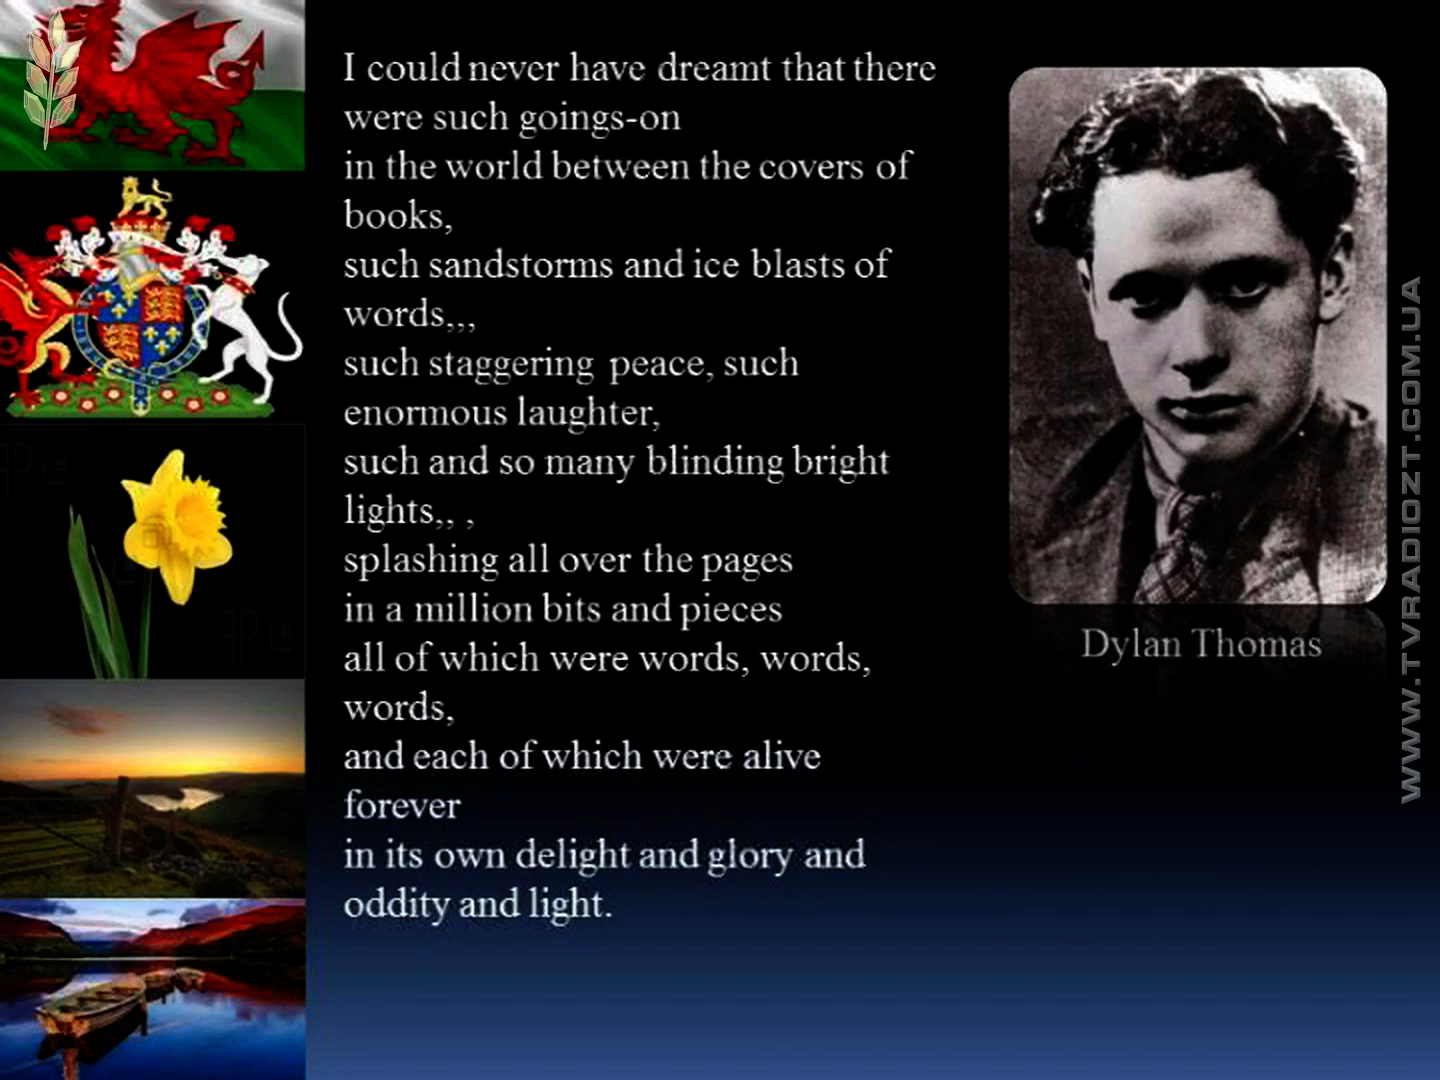 I could never have dreamt that there
were such goings-on
in the world between the covers of
books,
such sandstorms and ice blasts of
words,,,
such staggering peace, such
enormous laughter,
such and so many blinding bright
lights,, ,
splashing all over the pages
in a million bits and pieces
all of which were words, words,
words,
and each of which were alive
forever
in its own delight and glory and
oddity and light.
Dylan Thomas
WWW.TVRADIOZT.COM.UA